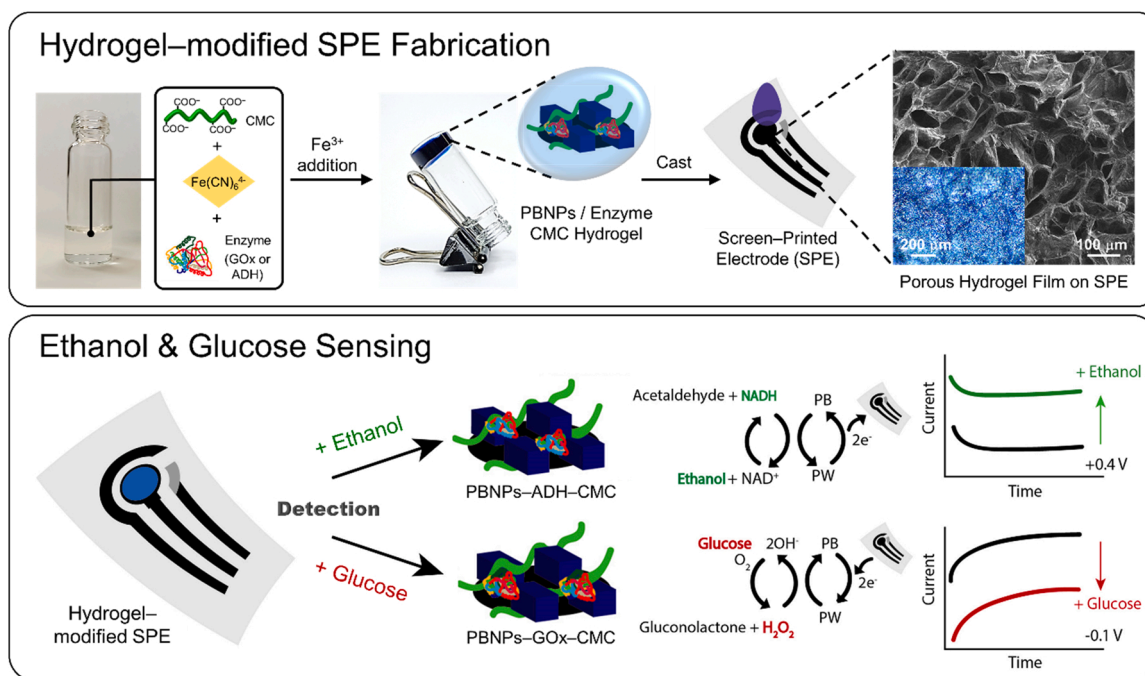 Hydrogel–modified SPE Fabrication
COO⁻ COO⁻
CMC
COO⁻ COO⁻
+
Fe(CN)₆⁴⁻
+
Enzyme
(GOx or
ADH)
Fe³⁺
addition
PBNPs / Enzyme
CMC Hydrogel
Cast
Screen–Printed
Electrode (SPE)
200 μm
100 μm
Porous Hydrogel Film on SPE
Ethanol & Glucose Sensing
Hydrogel–
modified SPE
+ Ethanol
Detection
+ Glucose
PBNPs–ADH–CMC
PBNPs–GOx–CMC
Acetaldehyde + NADH
PB
2e⁻
Ethanol + NAD⁺
PW
Current
+ Ethanol
+0.4 V
Time
Glucose 2OH⁻ PB
O₂
2e⁻
Gluconolactone + H₂O₂
PW
Current
+ Glucose
-0.1 V
Time